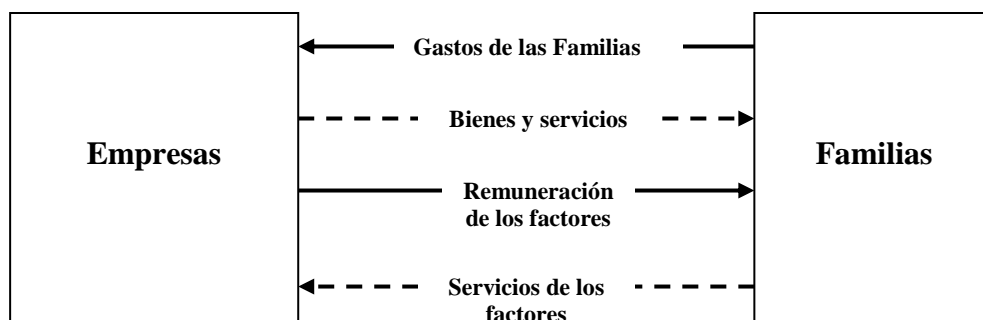 Gastos de las Familias
Bienes y servicios
Empresas
Familias
Remuneración
de los factores
Servicios de los
factores